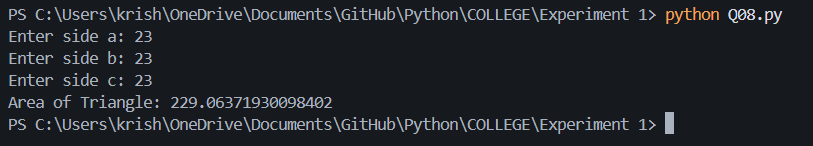 PS C:\Users\krish\OneDrive\Documents\GitHub\Python\COLLEGE\Experiment 1> python Q08.py
Enter side a: 23
Enter side b: 23
Enter side c: 23
Area of Triangle: 229.06371930098402
PS C:\Users\krish\OneDrive\Documents\GitHub\Python\COLLEGE\Experiment 1>